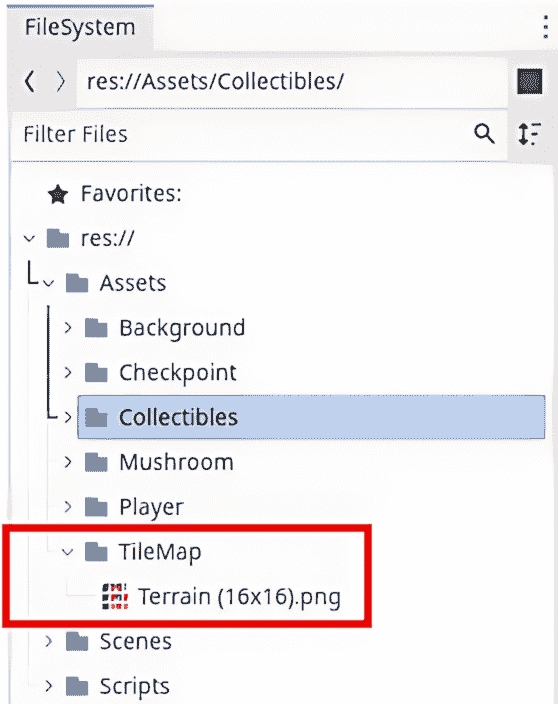 FileSystem
res://Assets/Collectibles/
Filter Files
Favorites:
res://
Assets
Background
Checkpoint
Collectibles
Mushroom
Player
TileMap
Terrain (16x16).png
Scenes
Scripts